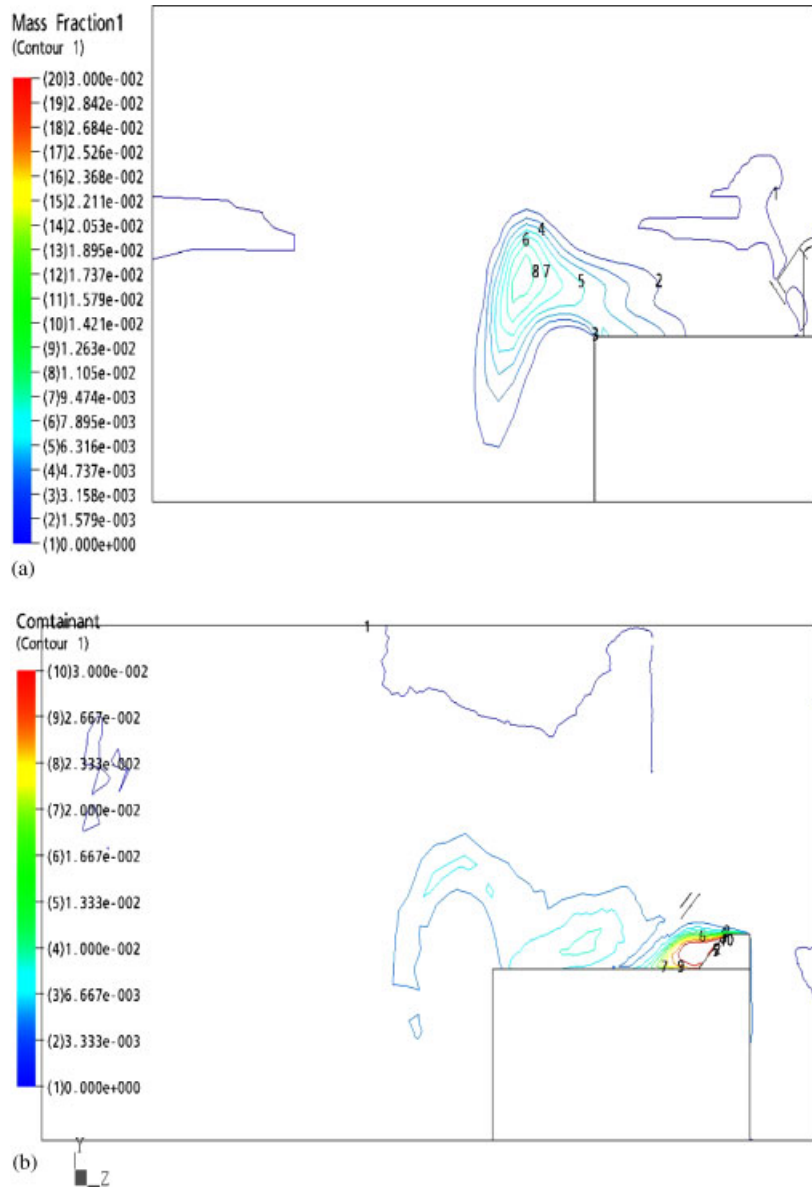 Mass Fraction1
(Contour 1)
(20)3.000e-002
(19)2.842e-002
(18)2.684e-002
(17)2.526e-002
(16)2.368e-002
(15)2.211e-002
(14)2.053e-002
(13)1.895e-002
(12)1.737e-002
(11)1.579e-002
(10)1.421e-002
(9)1.263e-002
(8)1.105e-002
(7)9.474e-003
(6)7.895e-003
(5)6.316e-003
(4)4.737e-003
(3)3.158e-003
(2)1.579e-003
(1)0.000e+000
1
4
6
8 7
5
2
3
(a)
Comtainant
(Contour 1)
(10)3.000e-002
(9)2.667e-002
(8)2.333e-002
(7)2.000e-002
(6)1.667e-002
(5)1.333e-002
(4)1.000e-002
(3)6.667e-003
(2)3.333e-003
(1)0.000e+000
1
6
10
7 9
Y
Z
(b)